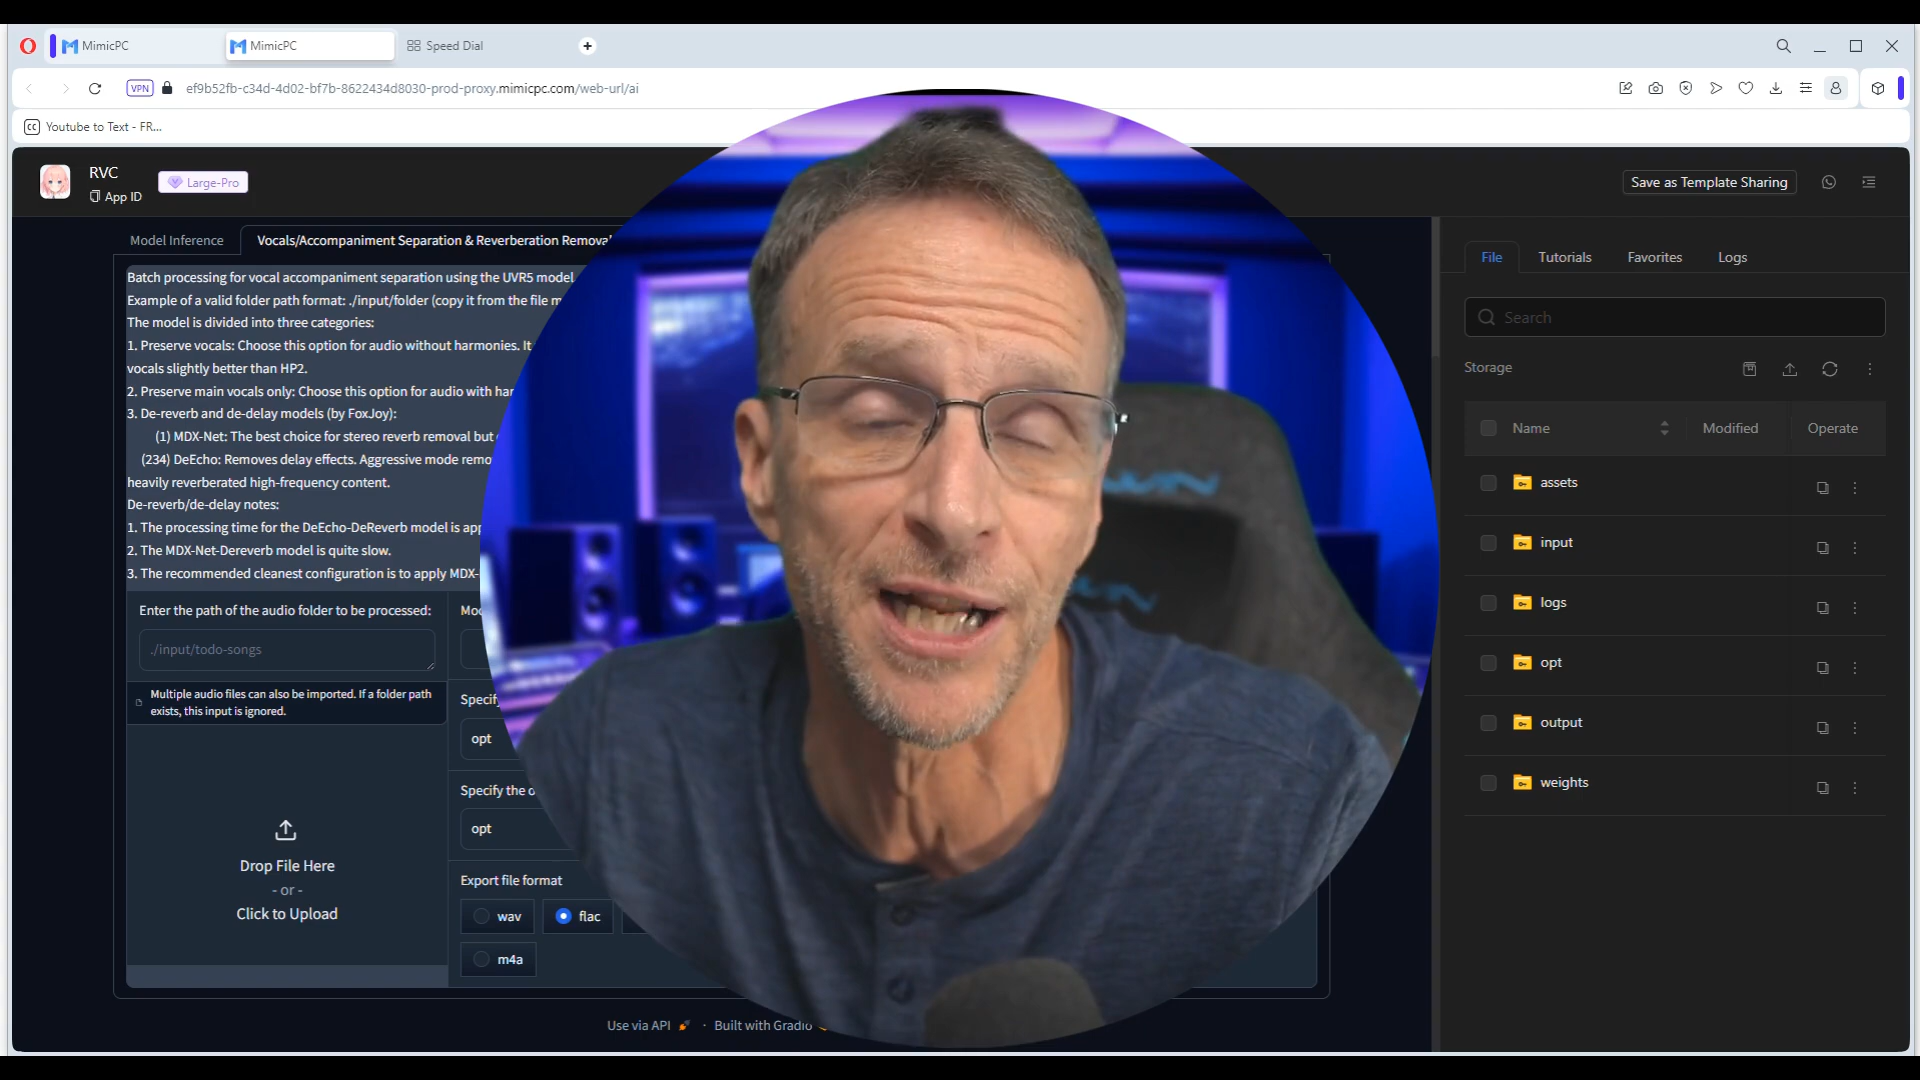 MimicPC
MimicPC
Speed Dial
VPN
ef9b52fb-c34d-4d02-bf7b-8622434d8030-prod-proxy.mimicpc.com/web-url/ai
CC Youtube to Text - FR...
RVC
App ID
Large-Pro
Save as Template Sharing
Model Inference
Vocals/Accompaniment Separation & Reverberation Removal
Batch processing for vocal accompaniment separation using the UVR5 model
Example of a valid folder path format: ./input/folder (copy it from the file
The model is divided into three categories:
1. Preserve vocals: Choose this option for audio without harmonies. It
vocals slightly better than HP2.
2. Preserve main vocals only: Choose this option for audio with
3. De-reverb and de-delay models (by FoxJoy):
(1) MDX-Net: The best choice for stereo reverb removal but
(234) DeEcho: Removes delay effects. Aggressive mode
heavily reverberated high-frequency content.
De-reverb/de-delay notes:
1. The processing time for the DeEcho-DeReverb model is
2. The MDX-Net-Dereverb model is quite slow.
3. The recommended cleanest configuration is to apply MDX-
Enter the path of the audio folder to be processed:
./input/todo-songs
Multiple audio files can also be imported. If a folder path
exists, this input is ignored.
Drop File Here
- or -
Click to Upload
Specify
opt
Specify the
opt
Export file format
wav
flac
m4a
Use via API
· Built with Gradio
File
Tutorials
Favorites
Logs
Search
Storage
Name
Modified
Operate
assets
input
logs
opt
output
weights